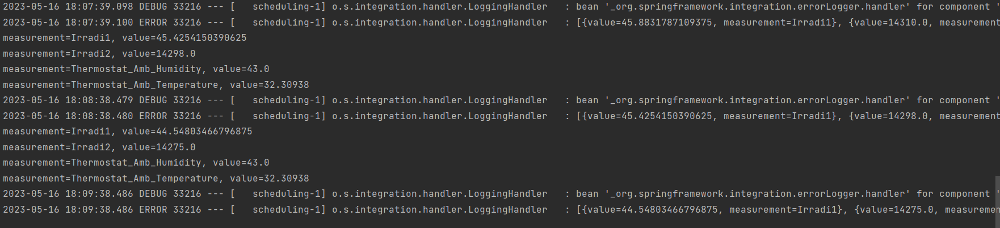 2023-05-16 18:07:39.098 DEBUG 33216 --- [   scheduling-1] o.s.integration.handler.LoggingHandler   : bean '_org.springframework.integration.errorLogger.handler' for component '
2023-05-16 18:07:39.100 ERROR 33216 --- [   scheduling-1] o.s.integration.handler.LoggingHandler   : [{value=45.8831787109375, measurement=Irradi1}, {value=14310.0, measurement
measurement=Irradi1, value=45.4254150390625
measurement=Irradi2, value=14298.0
measurement=Thermostat_Amb_Humidity, value=43.0
measurement=Thermostat_Amb_Temperature, value=32.30938
2023-05-16 18:08:38.479 DEBUG 33216 --- [   scheduling-1] o.s.integration.handler.LoggingHandler   : bean '_org.springframework.integration.errorLogger.handler' for component '
2023-05-16 18:08:38.480 ERROR 33216 --- [   scheduling-1] o.s.integration.handler.LoggingHandler   : [{value=45.4254150390625, measurement=Irradi1}, {value=14298.0, measurement
measurement=Irradi1, value=44.54803466796875
measurement=Irradi2, value=14275.0
measurement=Thermostat_Amb_Humidity, value=43.0
measurement=Thermostat_Amb_Temperature, value=32.30938
2023-05-16 18:09:38.486 DEBUG 33216 --- [   scheduling-1] o.s.integration.handler.LoggingHandler   : bean '_org.springframework.integration.errorLogger.handler' for component '
2023-05-16 18:09:38.486 ERROR 33216 --- [   scheduling-1] o.s.integration.handler.LoggingHandler   : [{value=44.54803466796875, measurement=Irradi1}, {value=14275.0, measuremen